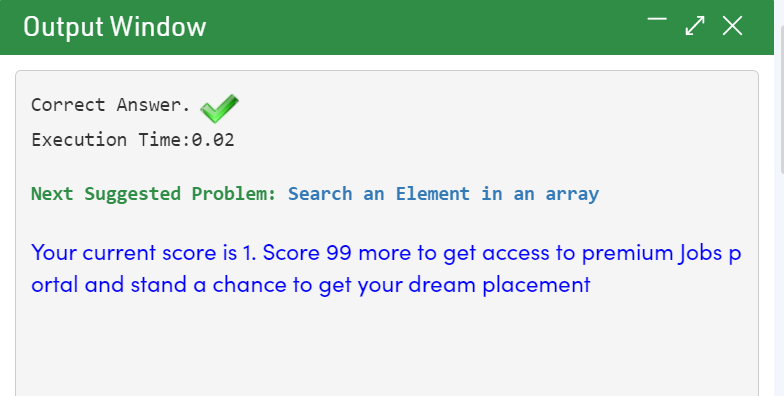 Output Window
Correct Answer.
Execution Time:0.02
Next Suggested Problem: Search an Element in an array
Your current score is 1. Score 99 more to get access to premium Jobs p
ortal and stand a chance to get your dream placement